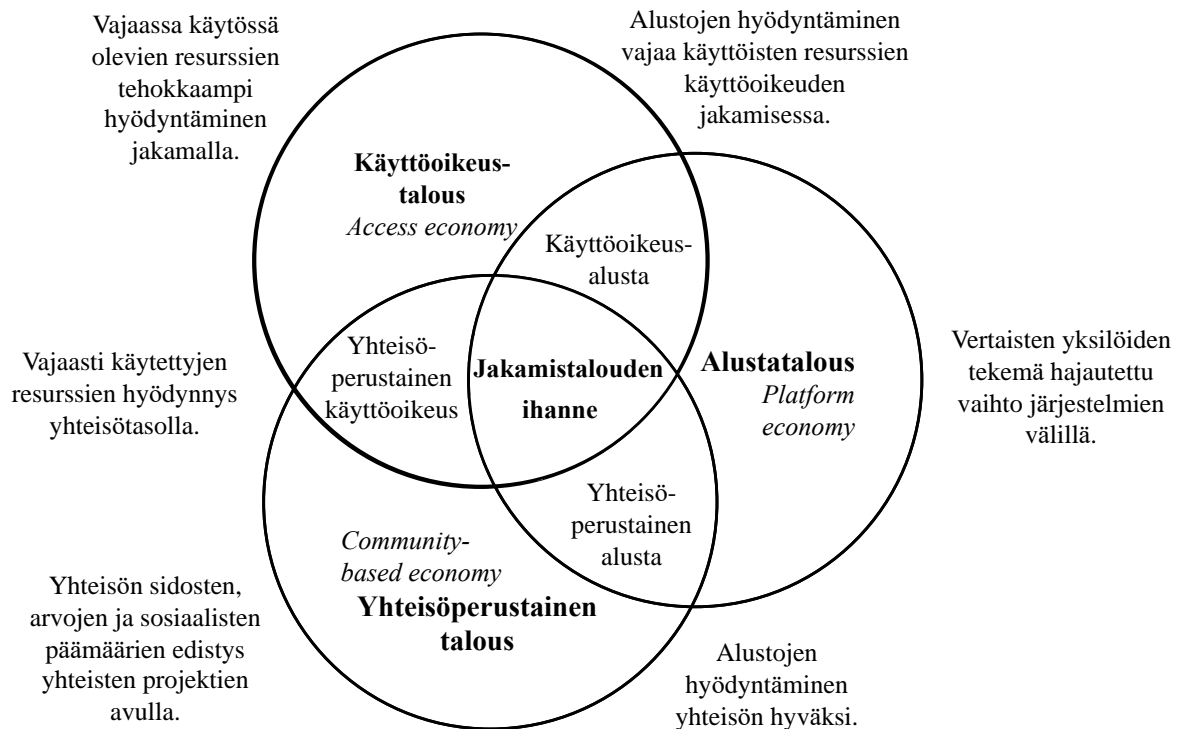 Vajaassa käytössä
olevien resurssien
tehokkaampi
hyödyntäminen
jakamalla.
Alustojen hyödyntäminen
vajaa käyttöisten resurssien
käyttöoikeuden
jakamisessa.
Käyttöoikeus-
talous
Access economy
Käyttöoikeus-
alusta
Vajaasti käytettyjen
resurssien hyödynnys
yhteisötasolla.
Yhteisö-
perustainen
käyttöoikeus
Jakamistalouden
ihanne
Alustatalous
Platform
economy
Vertaisten yksilöiden
tekemä hajautettu
vaihto järjestelmien
välillä.
Yhteisö-
perustainen
alusta
Community-
based economy
Yhteisöperustainen
talous
Yhteisön sidosten,
arvojen ja sosiaalisten
päämäärien edistys
yhteisten projektien
avulla.
Alustojen
hyödyntäminen
yhteisön hyväksi.